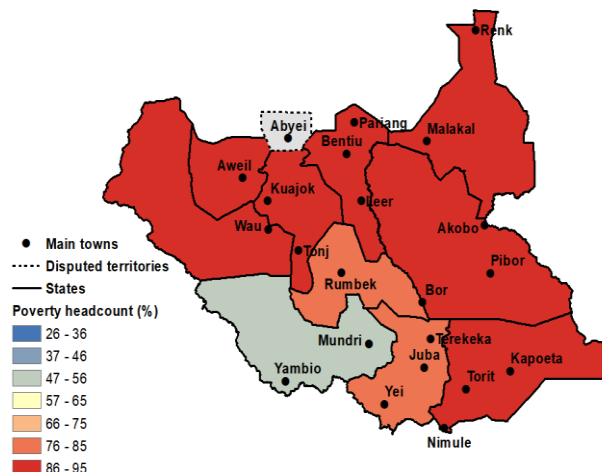 Renk
Pariang
Abyei
Malakal
Bentiu
Aweil
Kuajok
Leer
Wau
Akobo
Main towns
Tonj
Pibor
Disputed territories
Rumbek
States
Bor
Poverty headcount (%)
26 - 36
Mundri
Terekeka
37 - 46
Juba
Kapoeta
47 - 56
Yambio
Torit
57 - 65
Yei
66 - 75
76 - 85
Nimule
86 - 95